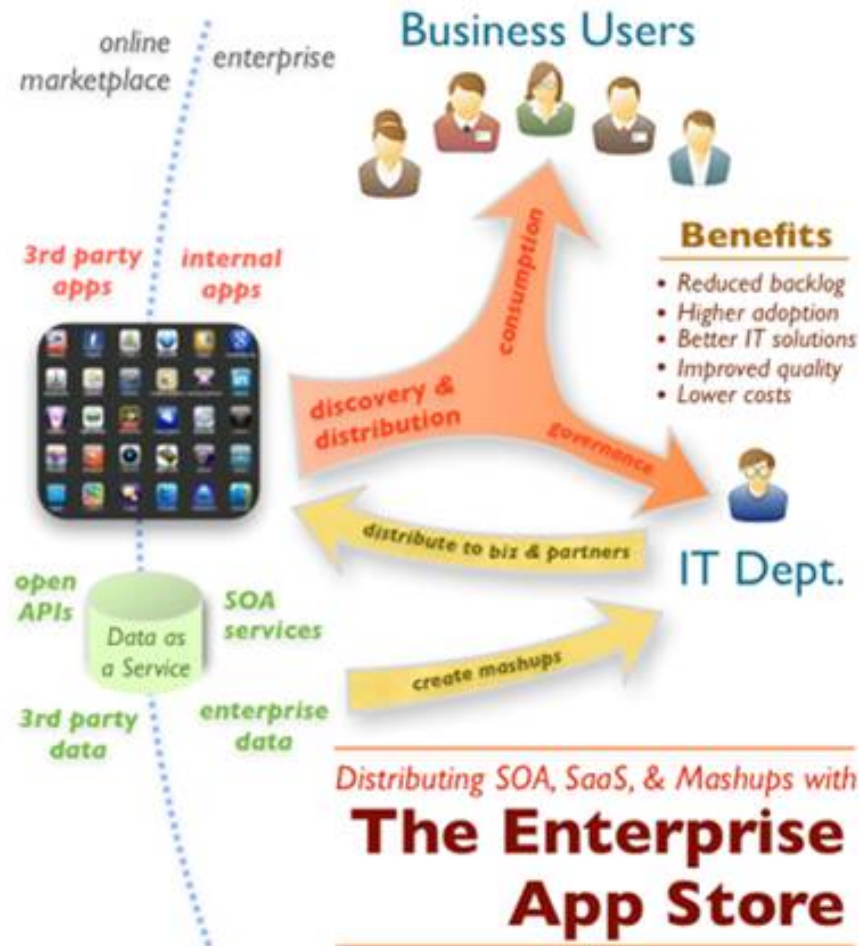 online
marketplace
enterprise
Business Users
3rd party
apps
internal
apps
consumption
discovery &
distribution
governance
Benefits
• Reduced backlog
• Higher adoption
• Better IT solutions
• Improved quality
• Lower costs
distribute to biz & partners
IT Dept.
open
APIs
SOA
services
Data as
a Service
create mashups
3rd party
data
enterprise
data
Distributing SOA, SaaS, & Mashups with
The Enterprise
App Store